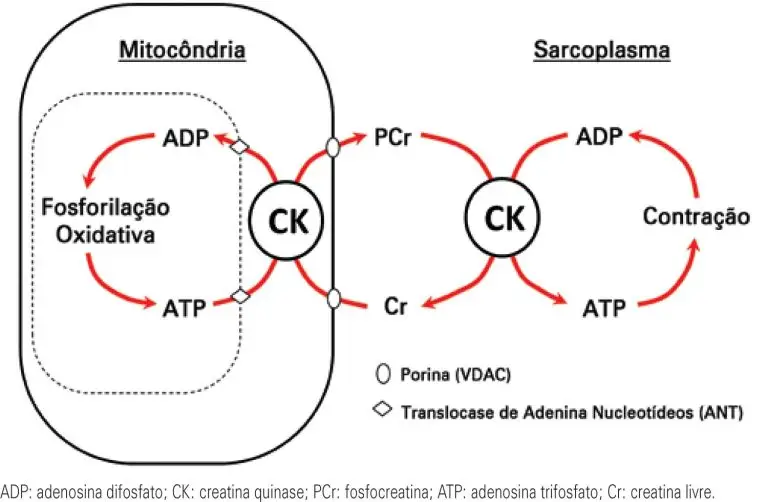 Mitocôndria
Sarcoplasma
ADP
PCr
ADP
Fosforilação
Oxidativa
CK
CK
Contração
ATP
Cr
ATP
Porina (VDAC)
Translocase de Adenina Nucleotídeos (ANT)
ADP: adenosina difosfato; CK: creatina quinase; PCr: fosfocreatina; ATP: adenosina trifosfato; Cr: creatina livre.